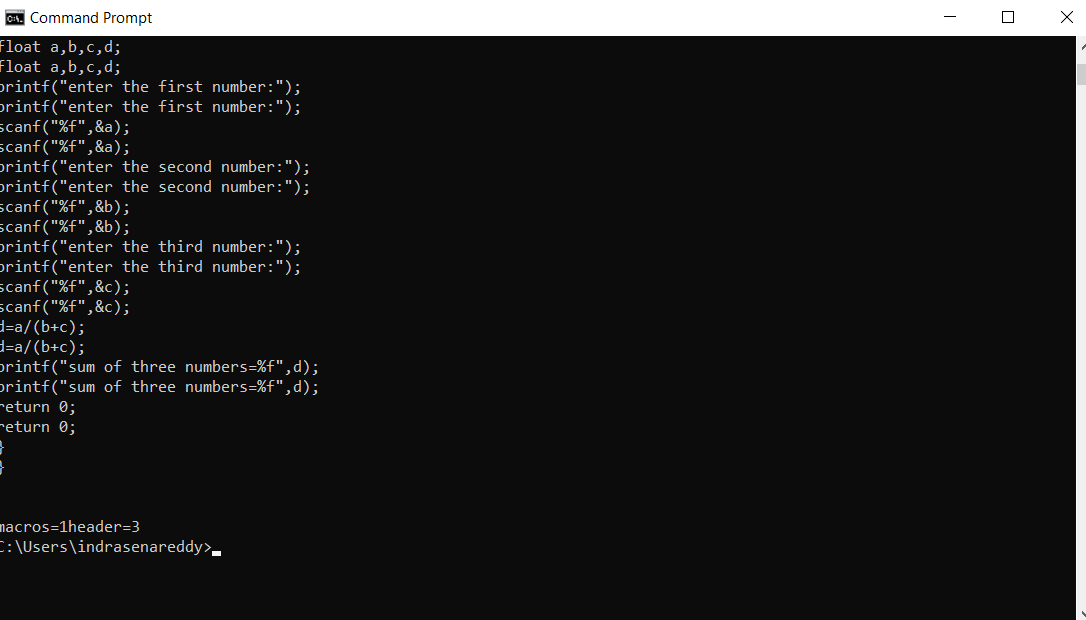 Command Prompt
float a,b,c,d;
float a,b,c,d;
printf("enter the first number:");
printf("enter the first number:");
scanf("%f",&a);
scanf("%f",&a);
printf("enter the second number:");
printf("enter the second number:");
scanf("%f",&b);
scanf("%f",&b);
printf("enter the third number:");
printf("enter the third number:");
scanf("%f",&c);
scanf("%f",&c);
d=a/(b+c);
d=a/(b+c);
printf("sum of three numbers=%f",d);
printf("sum of three numbers=%f",d);
return 0;
return 0;
}
}
macros=1header=3
C:\Users\indrasenareddy>